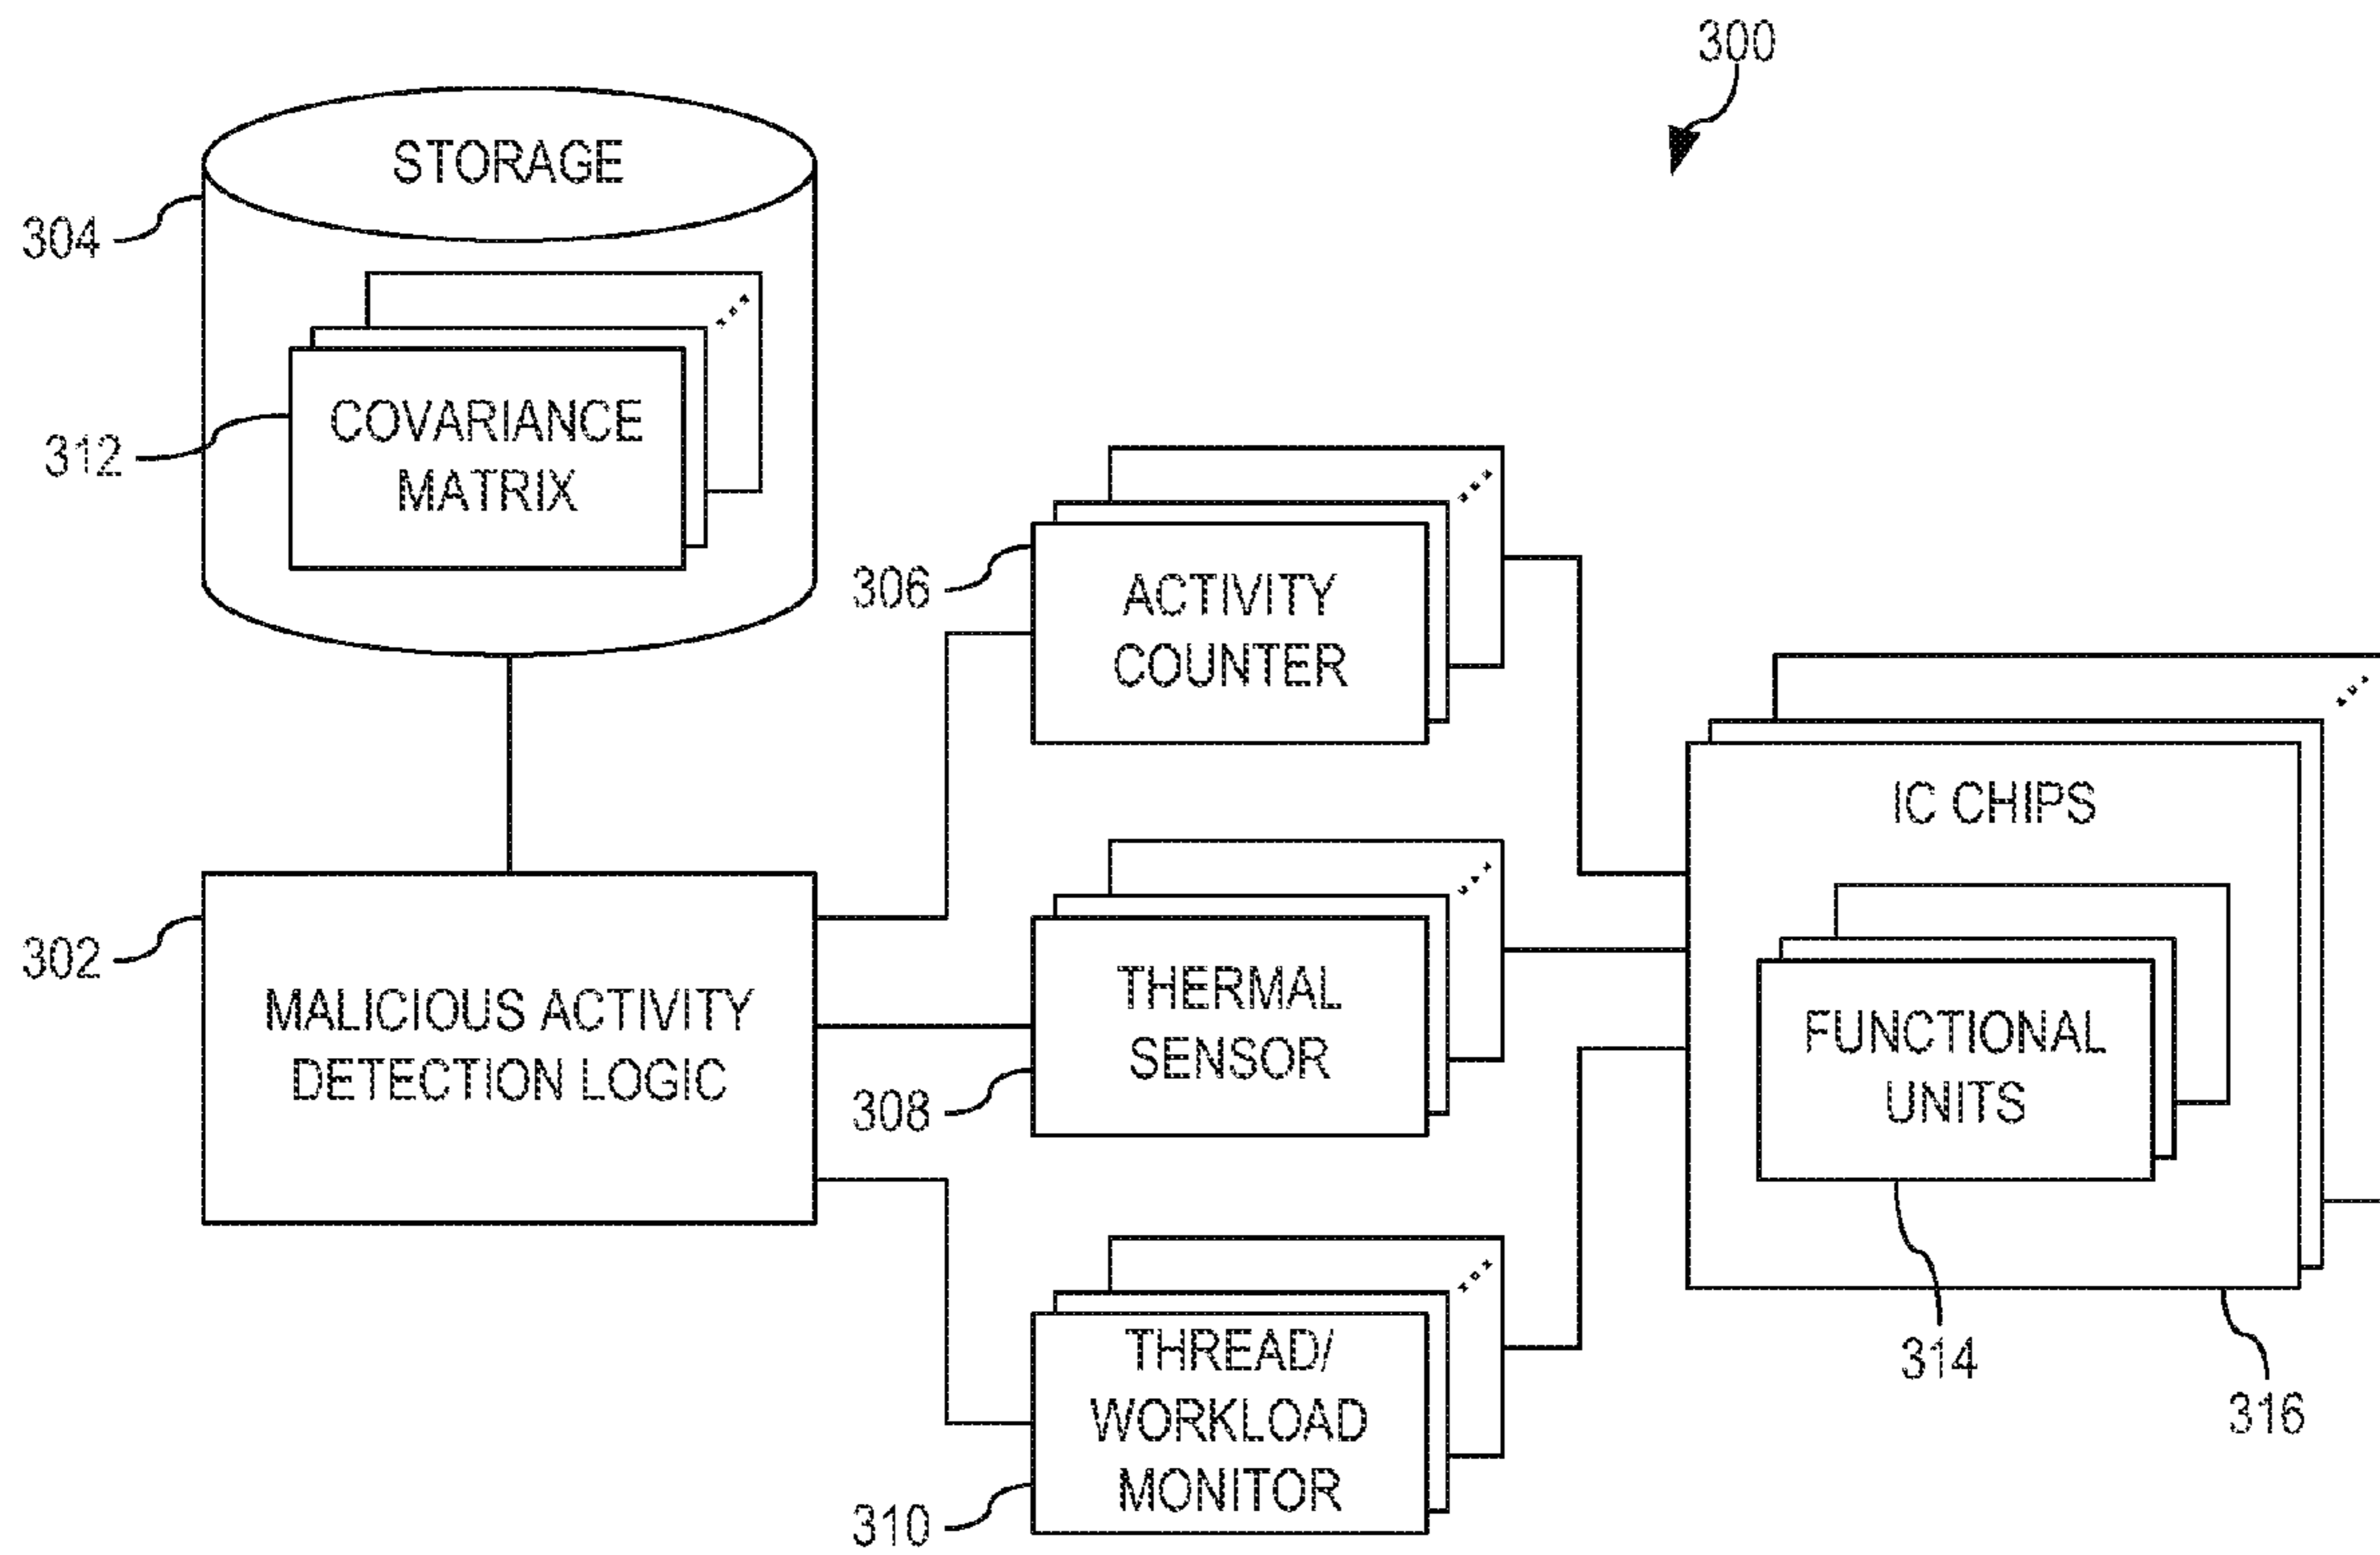 300
STORAGE
304
COVARIANCE
MATRIX
312
306
ACTIVITY
COUNTER
IC CHIPS
302
MALICIOUS ACTIVITY
DETECTION LOGIC
THERMAL
SENSOR
308
FUNCTIONAL
UNITS
314
316
THREAD/
WORKLOAD
MONITOR
310